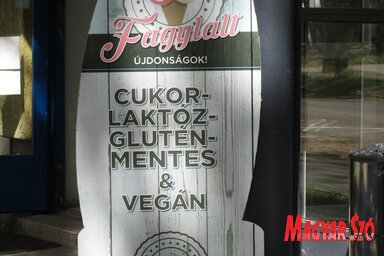 Fagylalt
ÚJDONSÁGOK!
CUKOR-
LAKTÓZ-
GLUTÉN-
MENTES
&
VEGÁN
MAGYAR SZÓ